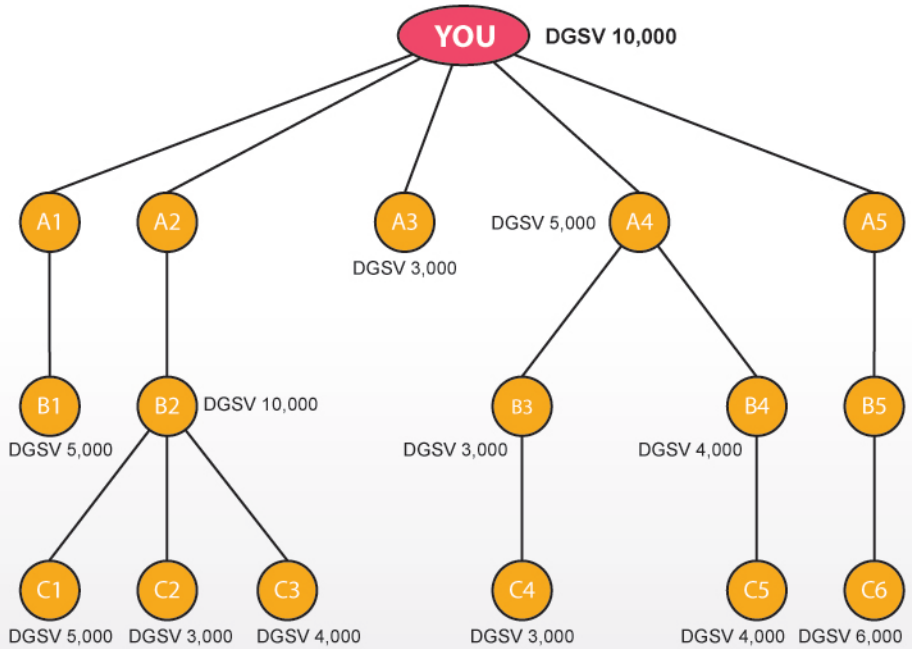 YOU
DGSV 10,000
A1
A2
A3
DGSV 5,000
A4
A5
DGSV 3,000
B1
B2
DGSV 10,000
B3
B4
B5
DGSV 5,000
DGSV 3,000
DGSV 4,000
C1
C2
C3
C4
C5
C6
DGSV 5,000
DGSV 3,000
DGSV 4,000
DGSV 3,000
DGSV 4,000
DGSV 6,000